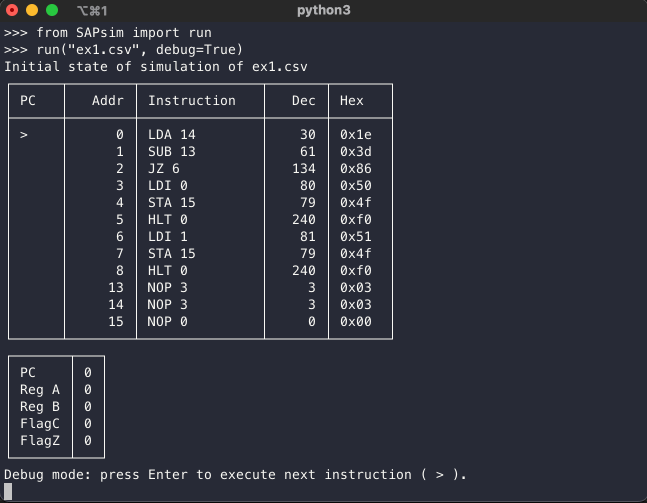 ⌥⌘1 python3
>>> from SAPsim import run
>>> run("ex1.csv", debug=True)
Initial state of simulation of ex1.csv
PC Addr Instruction Dec Hex
> 0 LDA 14 30 0x1e
1 SUB 13 61 0x3d
2 JZ 6 134 0x86
3 LDI 0 80 0x50
4 STA 15 79 0x4f
5 HLT 0 240 0xf0
6 LDI 1 81 0x51
7 STA 15 79 0x4f
8 HLT 0 240 0xf0
13 NOP 3 3 0x03
14 NOP 3 3 0x03
15 NOP 0 0 0x00
PC 0
Reg A 0
Reg B 0
FlagC 0
FlagZ 0
Debug mode: press Enter to execute next instruction ( > ).